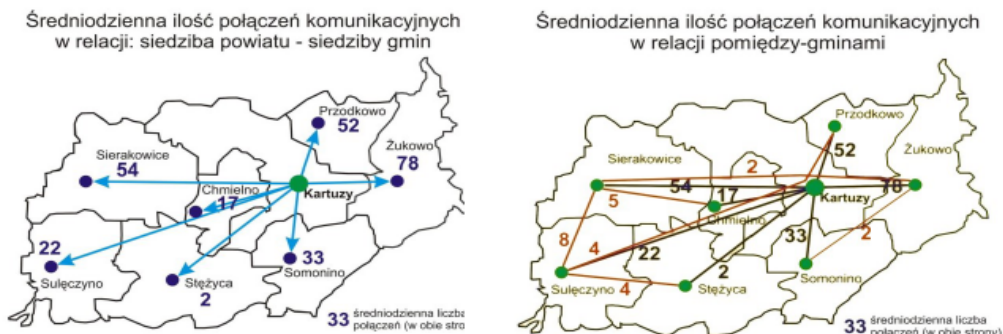 Średniodzienna ilość połączeń komunikacyjnych
w relacji: siedziba powiatu - siedziby gmin
Przodkowo
52
Żukowo
78
Sierakowice
54
Chmielno
17
Kartuzy
22
Sulęczyno
Stężyca
2
33
Somonino
33 średniodzienna liczba
połączeń (w obie
Średniodzienna ilość połączeń komunikacyjnych
w relacji pomiędzy-gminami
Przodkowo
52
Żukowo
Sierakowice
2
54
78
5
17
Chmielno
Kartuzy
8
4
22
33
2
2
Sulęczyno
4
Stężyca
Somonino
33 średniodzienna liczba
połączeń (w obie strony)